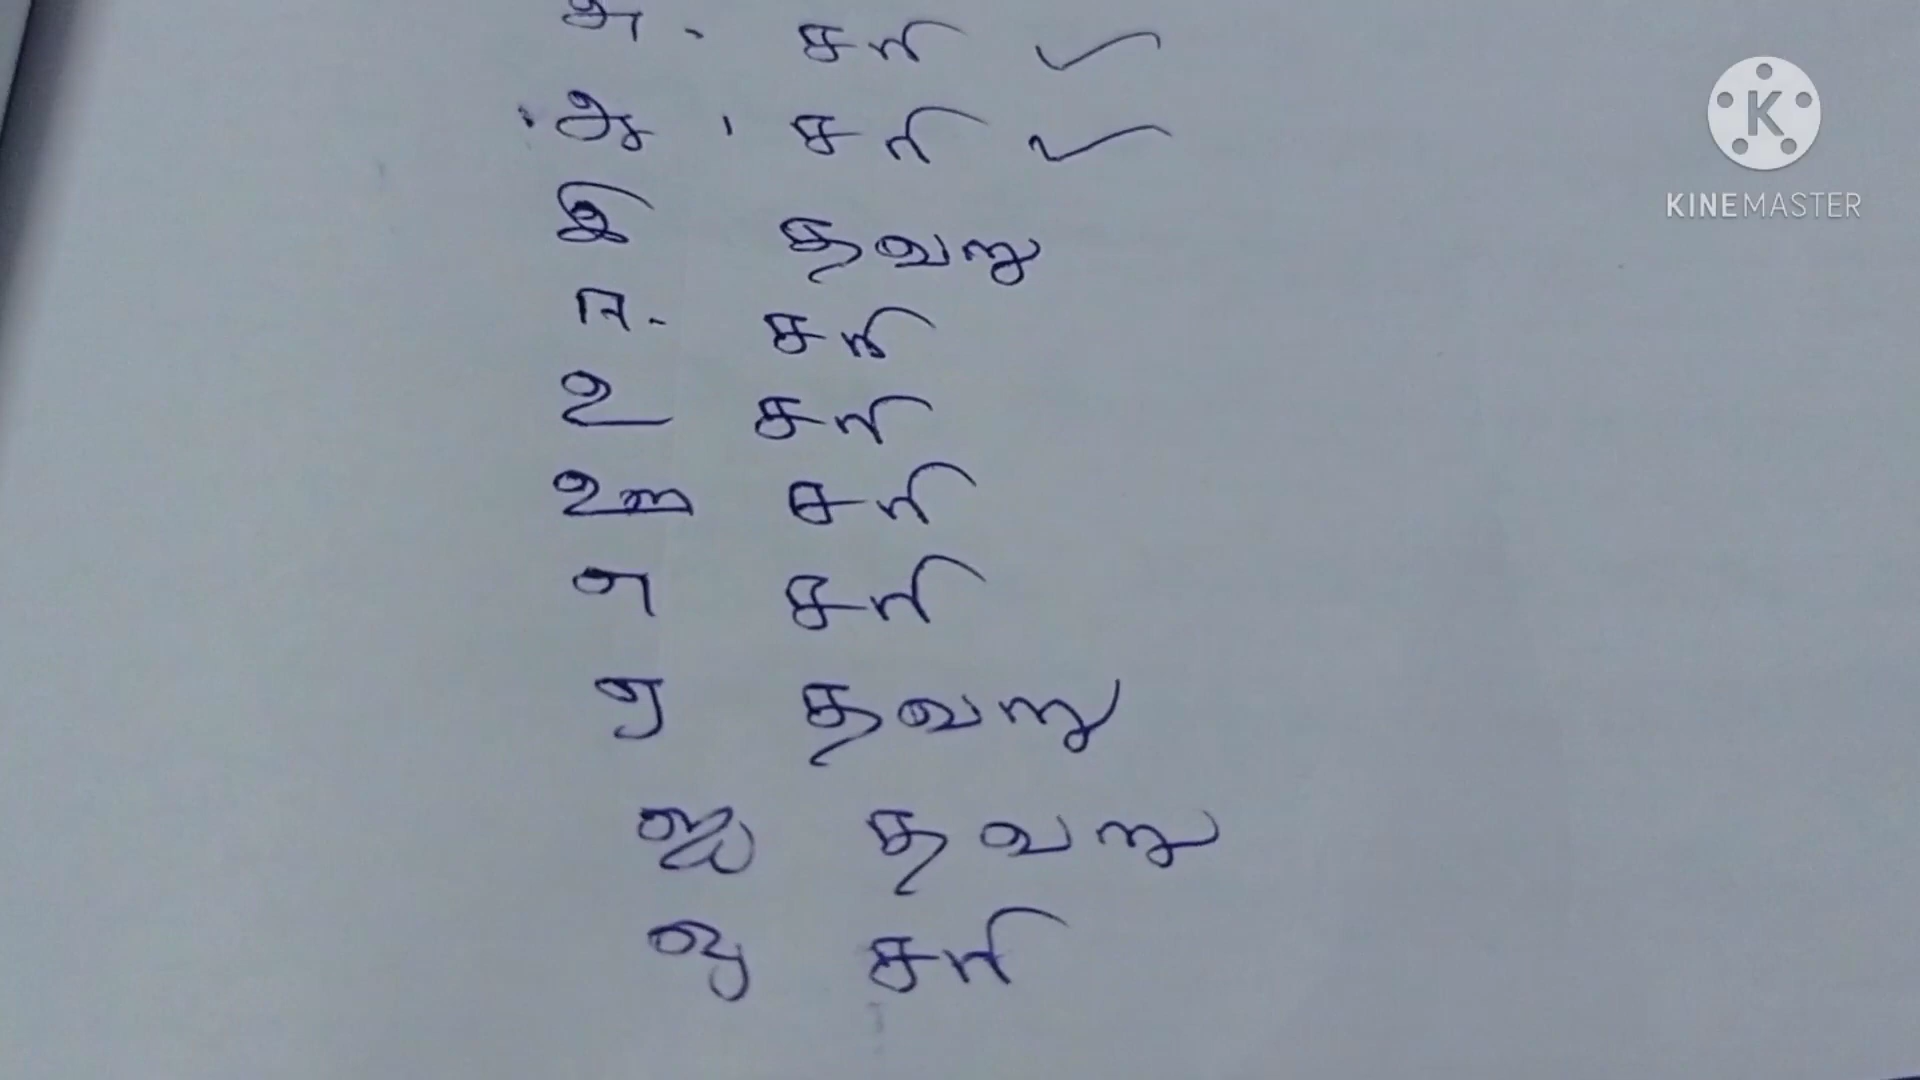 அ. சரி ✓
ஆ. சரி ✓
இ தவறு
ஈ. சரி
உ சரி
ஊ சரி
எ சரி
ஏ தவறு
ஐ தவறு
ஒ சரி
K
KINEMASTER